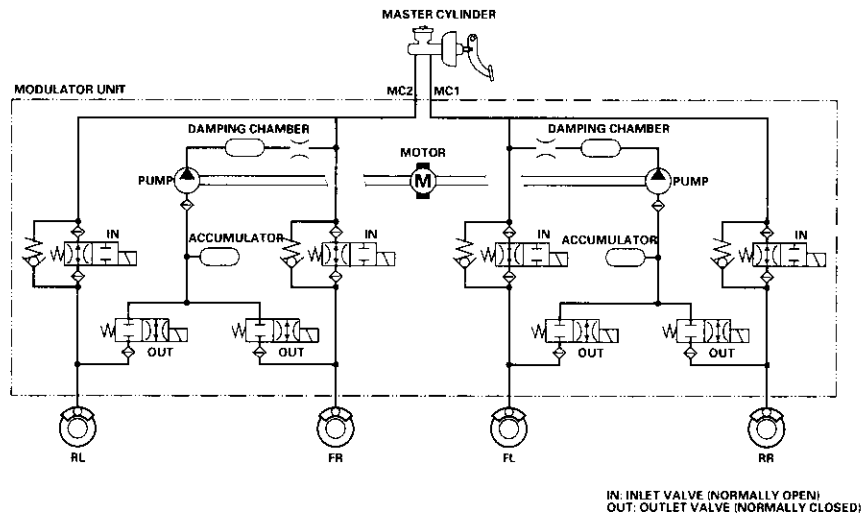 MASTER CYLINDER
MODULATOR UNIT
MC2 MC1
DAMPING CHAMBER
DAMPING CHAMBER
MOTOR
PUMP
M
PUMP
IN
IN
IN
IN
ACCUMULATOR
ACCUMULATOR
OUT
OUT
OUT
OUT
RL
FR
FL
RR
IN: INLET VALVE (NORMALLY OPEN)
OUT: OUTLET VALVE (NORMALLY CLOSED)